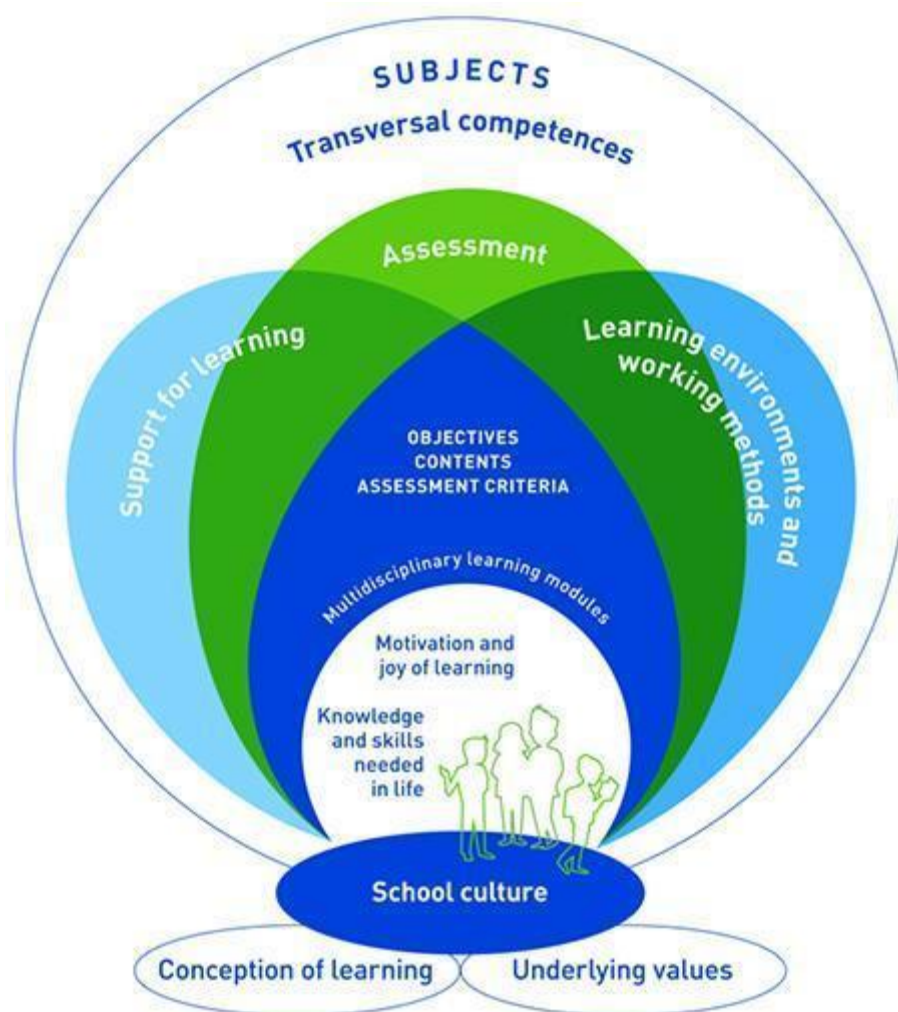 SUBJECTS
Transversal competences
Assessment
Support for learning
Learning environments and
working methods
OBJECTIVES
CONTENTS
ASSESSMENT CRITERIA
Multidisciplinary learning modules
Motivation and
joy of learning
Knowledge
and skills
needed
in life
School culture
Conception of learning
Underlying values